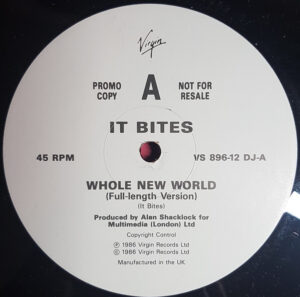 Virgin
PROMO COPY
A
NOT FOR RESALE
IT BITES
45 RPM
VS 896-12 DJ-A
WHOLE NEW WORLD
(Full-length Version)
(It Bites)
Produced by Alan Shacklock for
Multimedia (London) Ltd
Copyright Control
Ⓟ 1986 Virgin Records Ltd
© 1986 Virgin Records Ltd
Manufactured in the UK